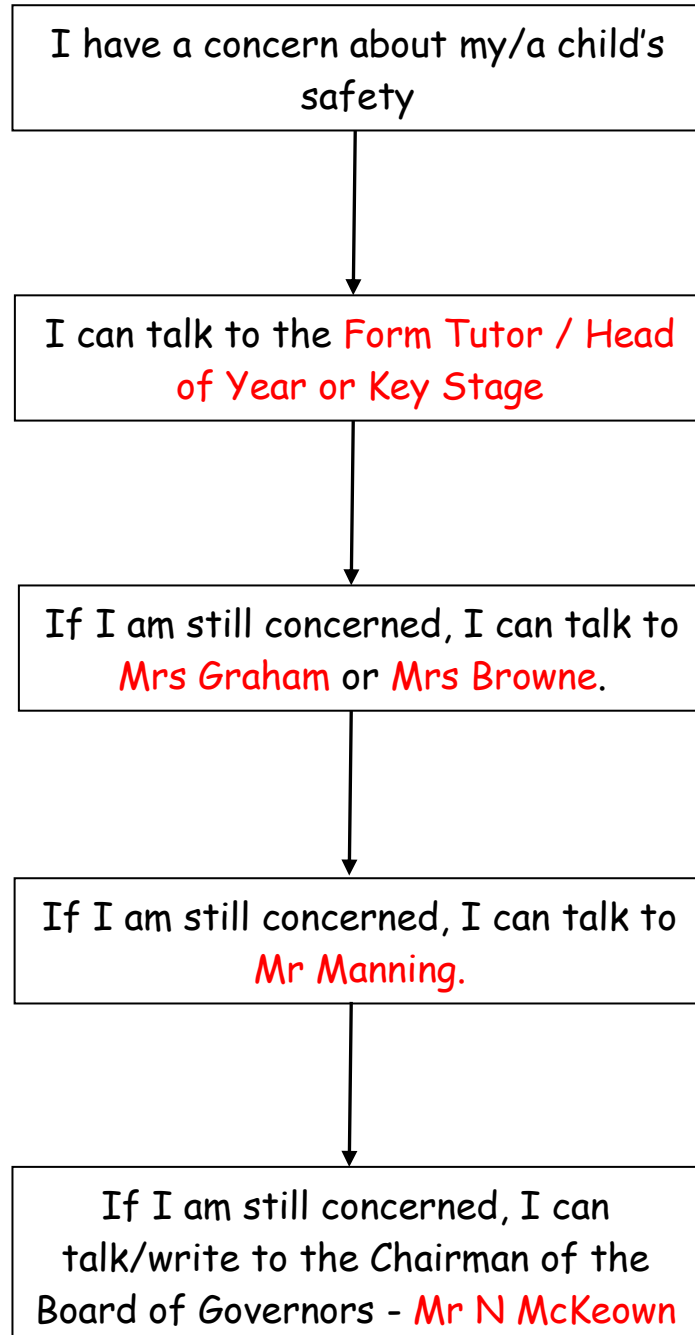 I have a concern about my/a child's
safety
I can talk to the Form Tutor / Head
of Year or Key Stage
If I am still concerned, I can talk to
Mrs Graham or Mrs Browne.
If I am still concerned, I can talk to
Mr Manning.
If I am still concerned, I can
talk/write to the Chairman of the
Board of Governors - Mr N McKeown